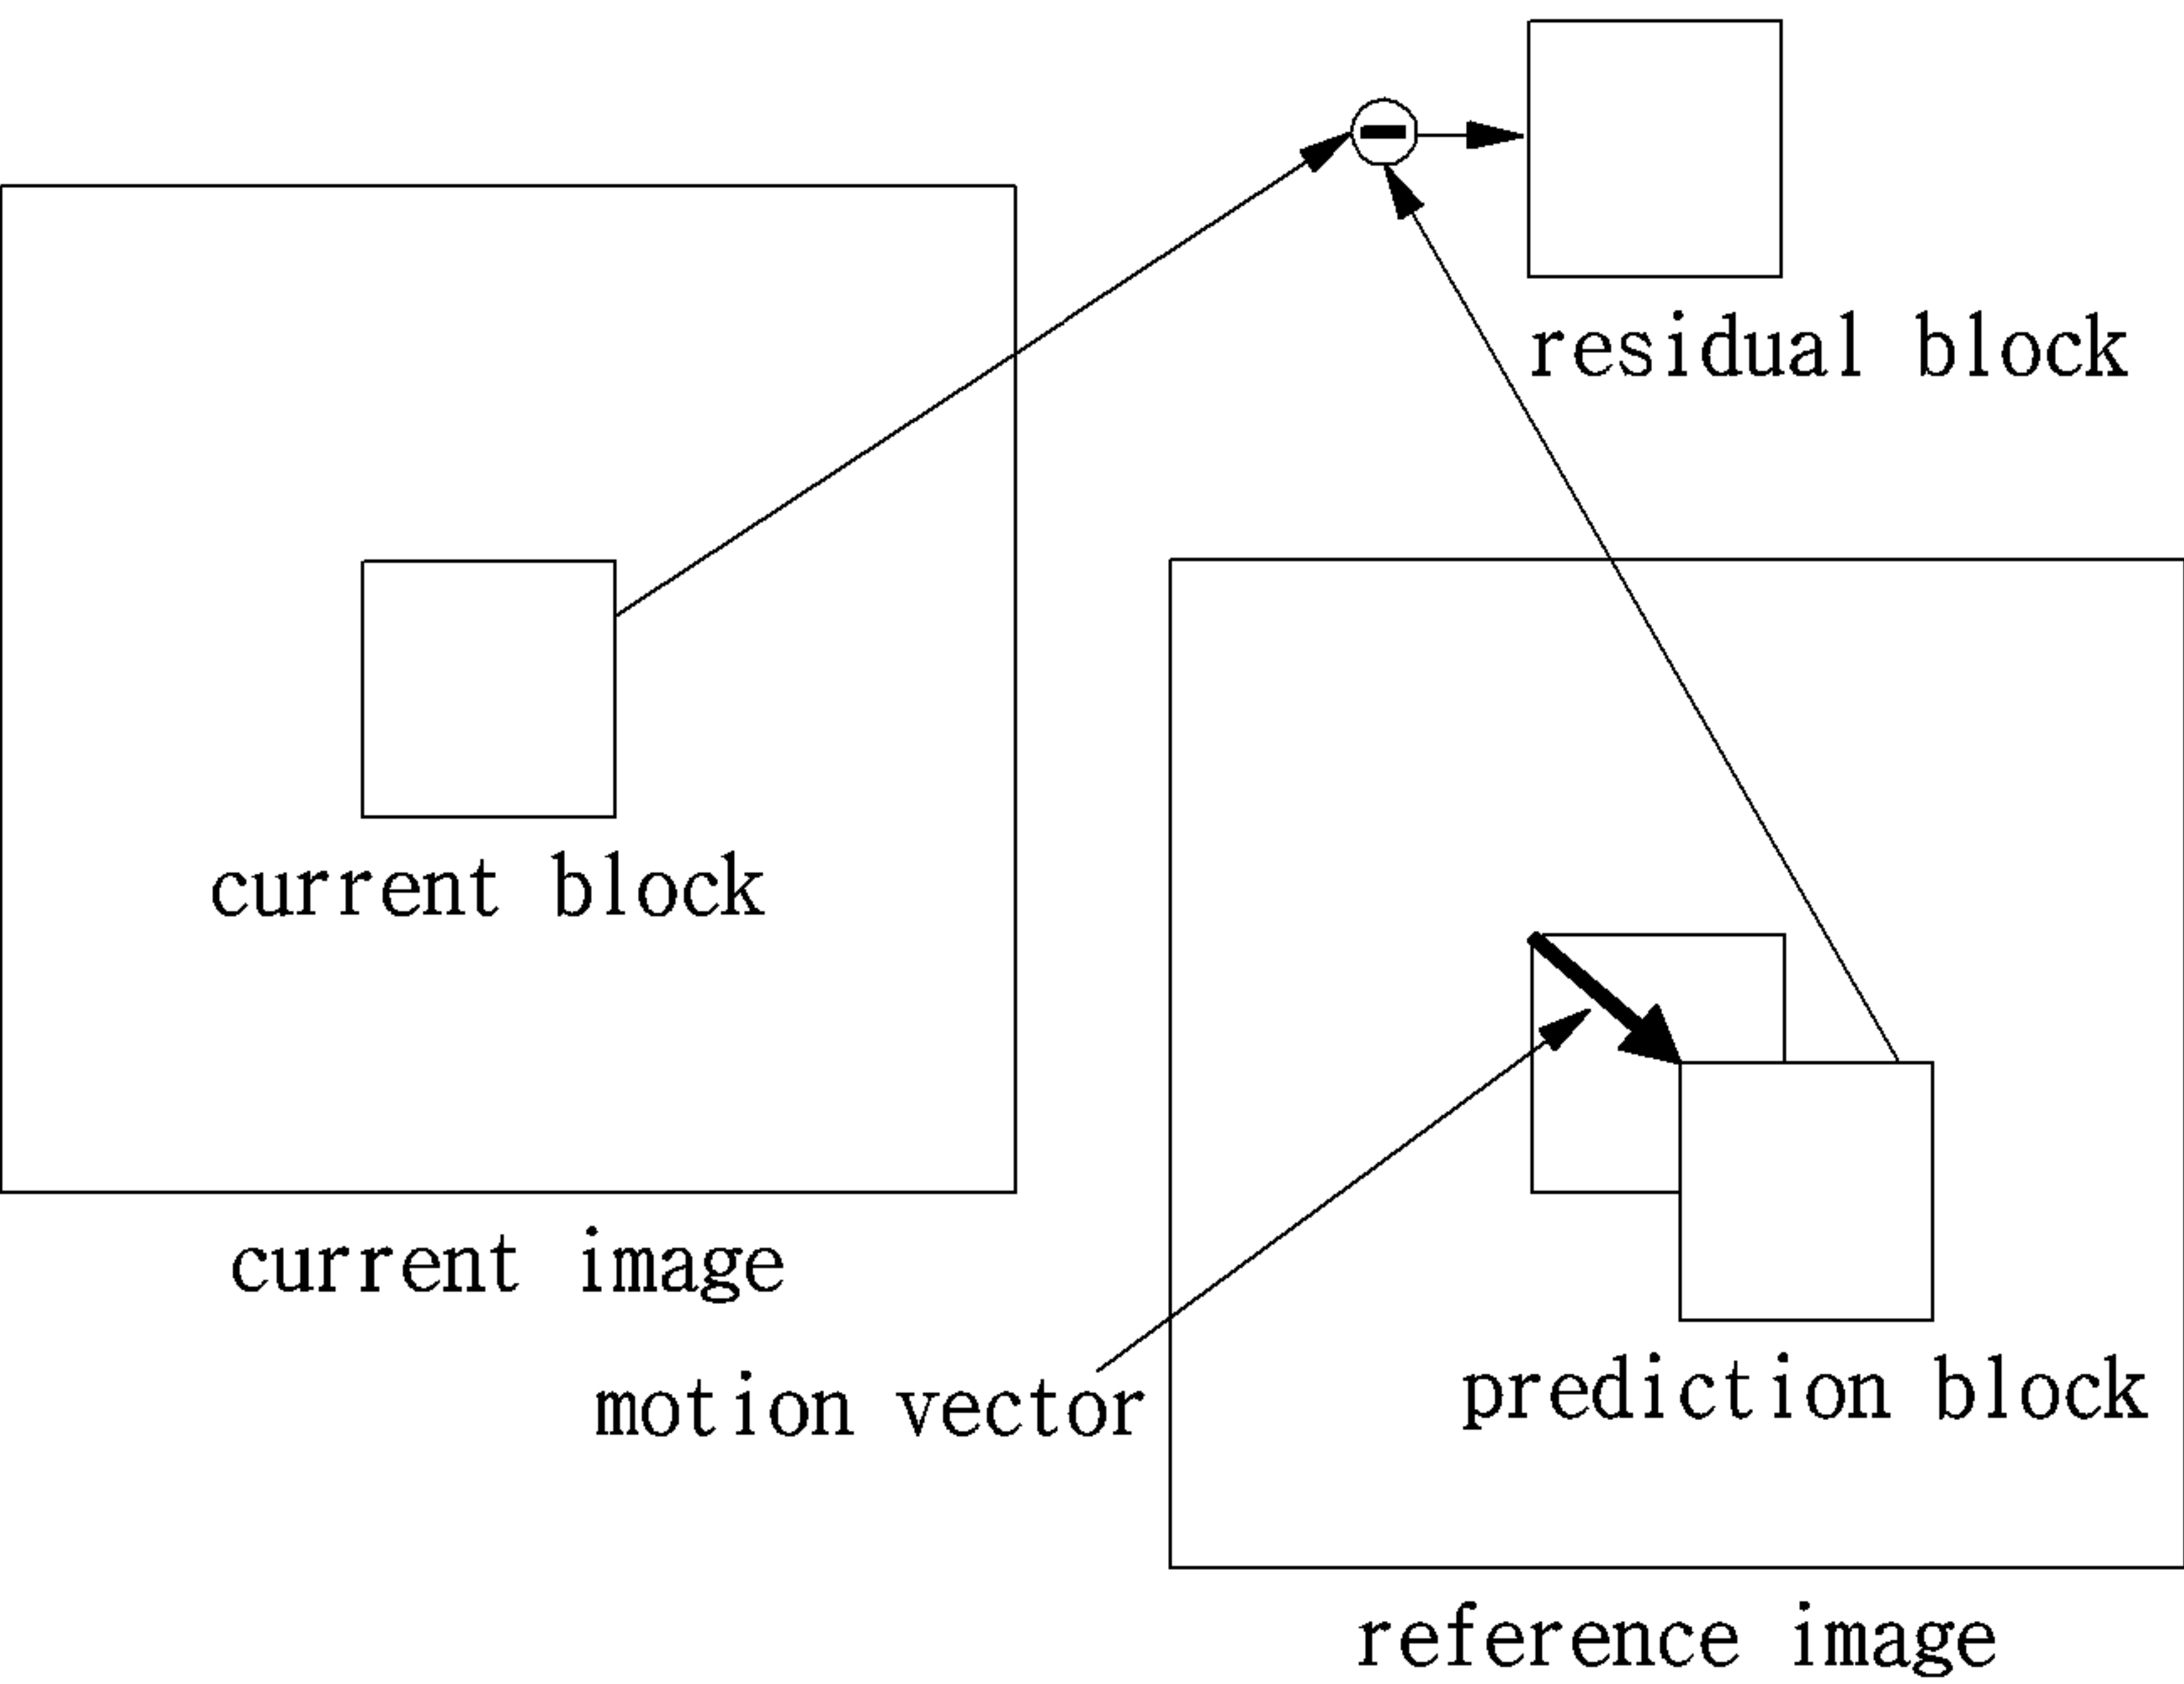 residual block
current block
current image
motion vector
prediction block
reference image